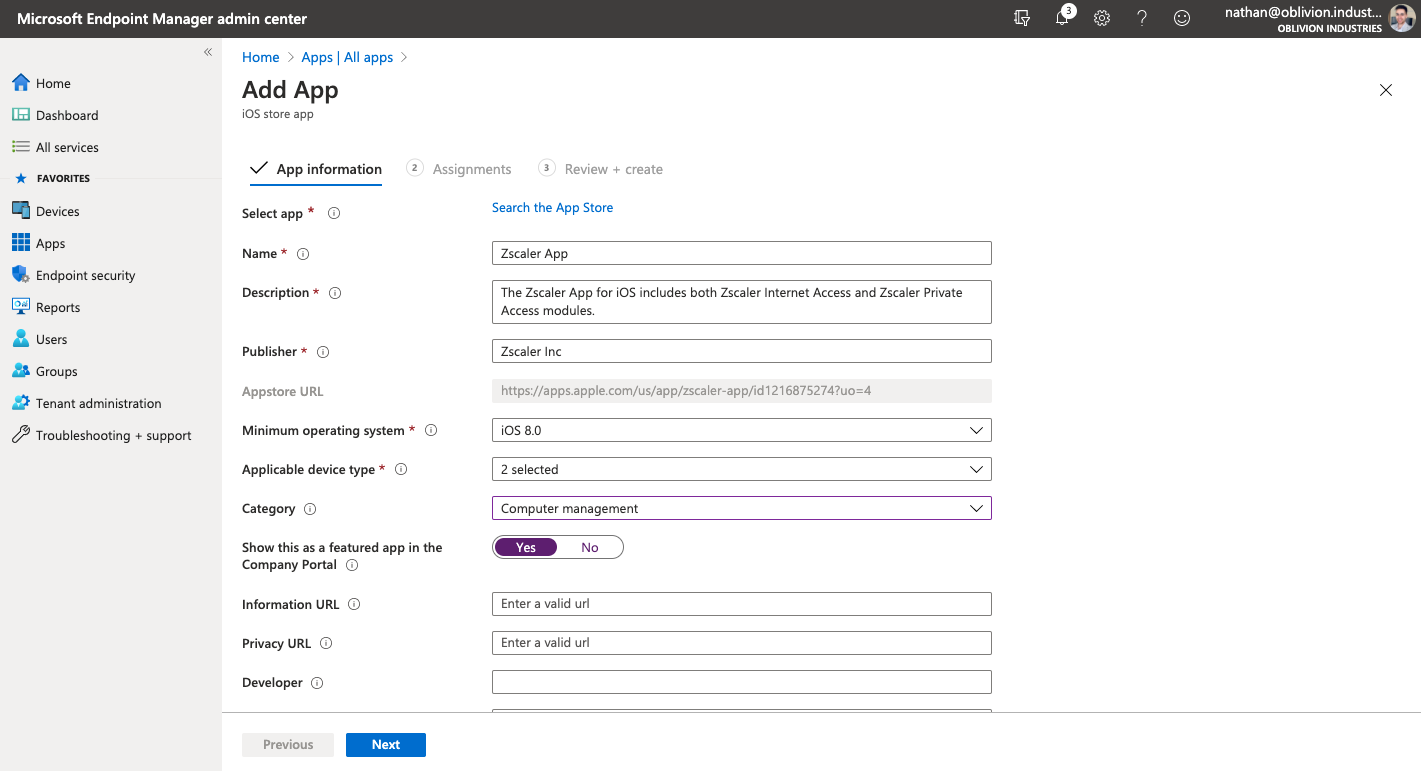 Microsoft Endpoint Manager admin center
3
nathan@oblivion.indust...
OBLIVION INDUSTRIES
Home
Dashboard
All services
FAVORITES
Devices
Apps
Endpoint security
Reports
Users
Groups
Tenant administration
Troubleshooting + support
Home > Apps | All apps >
Add App
iOS store app
App information 2 Assignments 3 Review + create
Select app * Search the App Store
Name * Zscaler App
Description * The Zscaler App for iOS includes both Zscaler Internet Access and Zscaler Private
Access modules.
Publisher * Zscaler Inc
Appstore URL https://apps.apple.com/us/app/zscaler-app/id1216875274?uo=4
Minimum operating system * iOS 8.0
Applicable device type * 2 selected
Category Computer management
Show this as a featured app in the Yes No
Company Portal
Information URL Enter a valid url
Privacy URL Enter a valid url
Developer
Previous Next